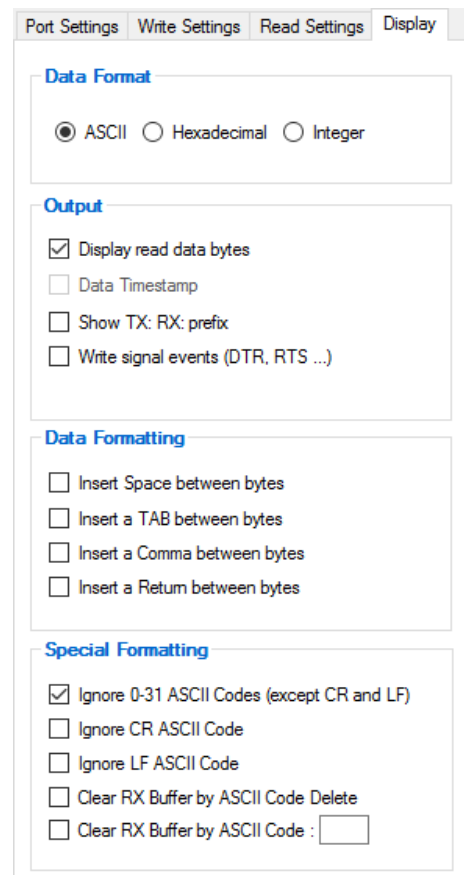 Port Settings Write Settings Read Settings Display
Data Format
ASCII Hexadecimal Integer
Output
Display read data bytes
Data Timestamp
Show TX: RX: prefix
Write signal events (DTR, RTS ...)
Data Formatting
Insert Space between bytes
Insert a TAB between bytes
Insert a Comma between bytes
Insert a Return between bytes
Special Formatting
Ignore 0-31 ASCII Codes (except CR and LF)
Ignore CR ASCII Code
Ignore LF ASCII Code
Clear RX Buffer by ASCII Code Delete
Clear RX Buffer by ASCII Code :